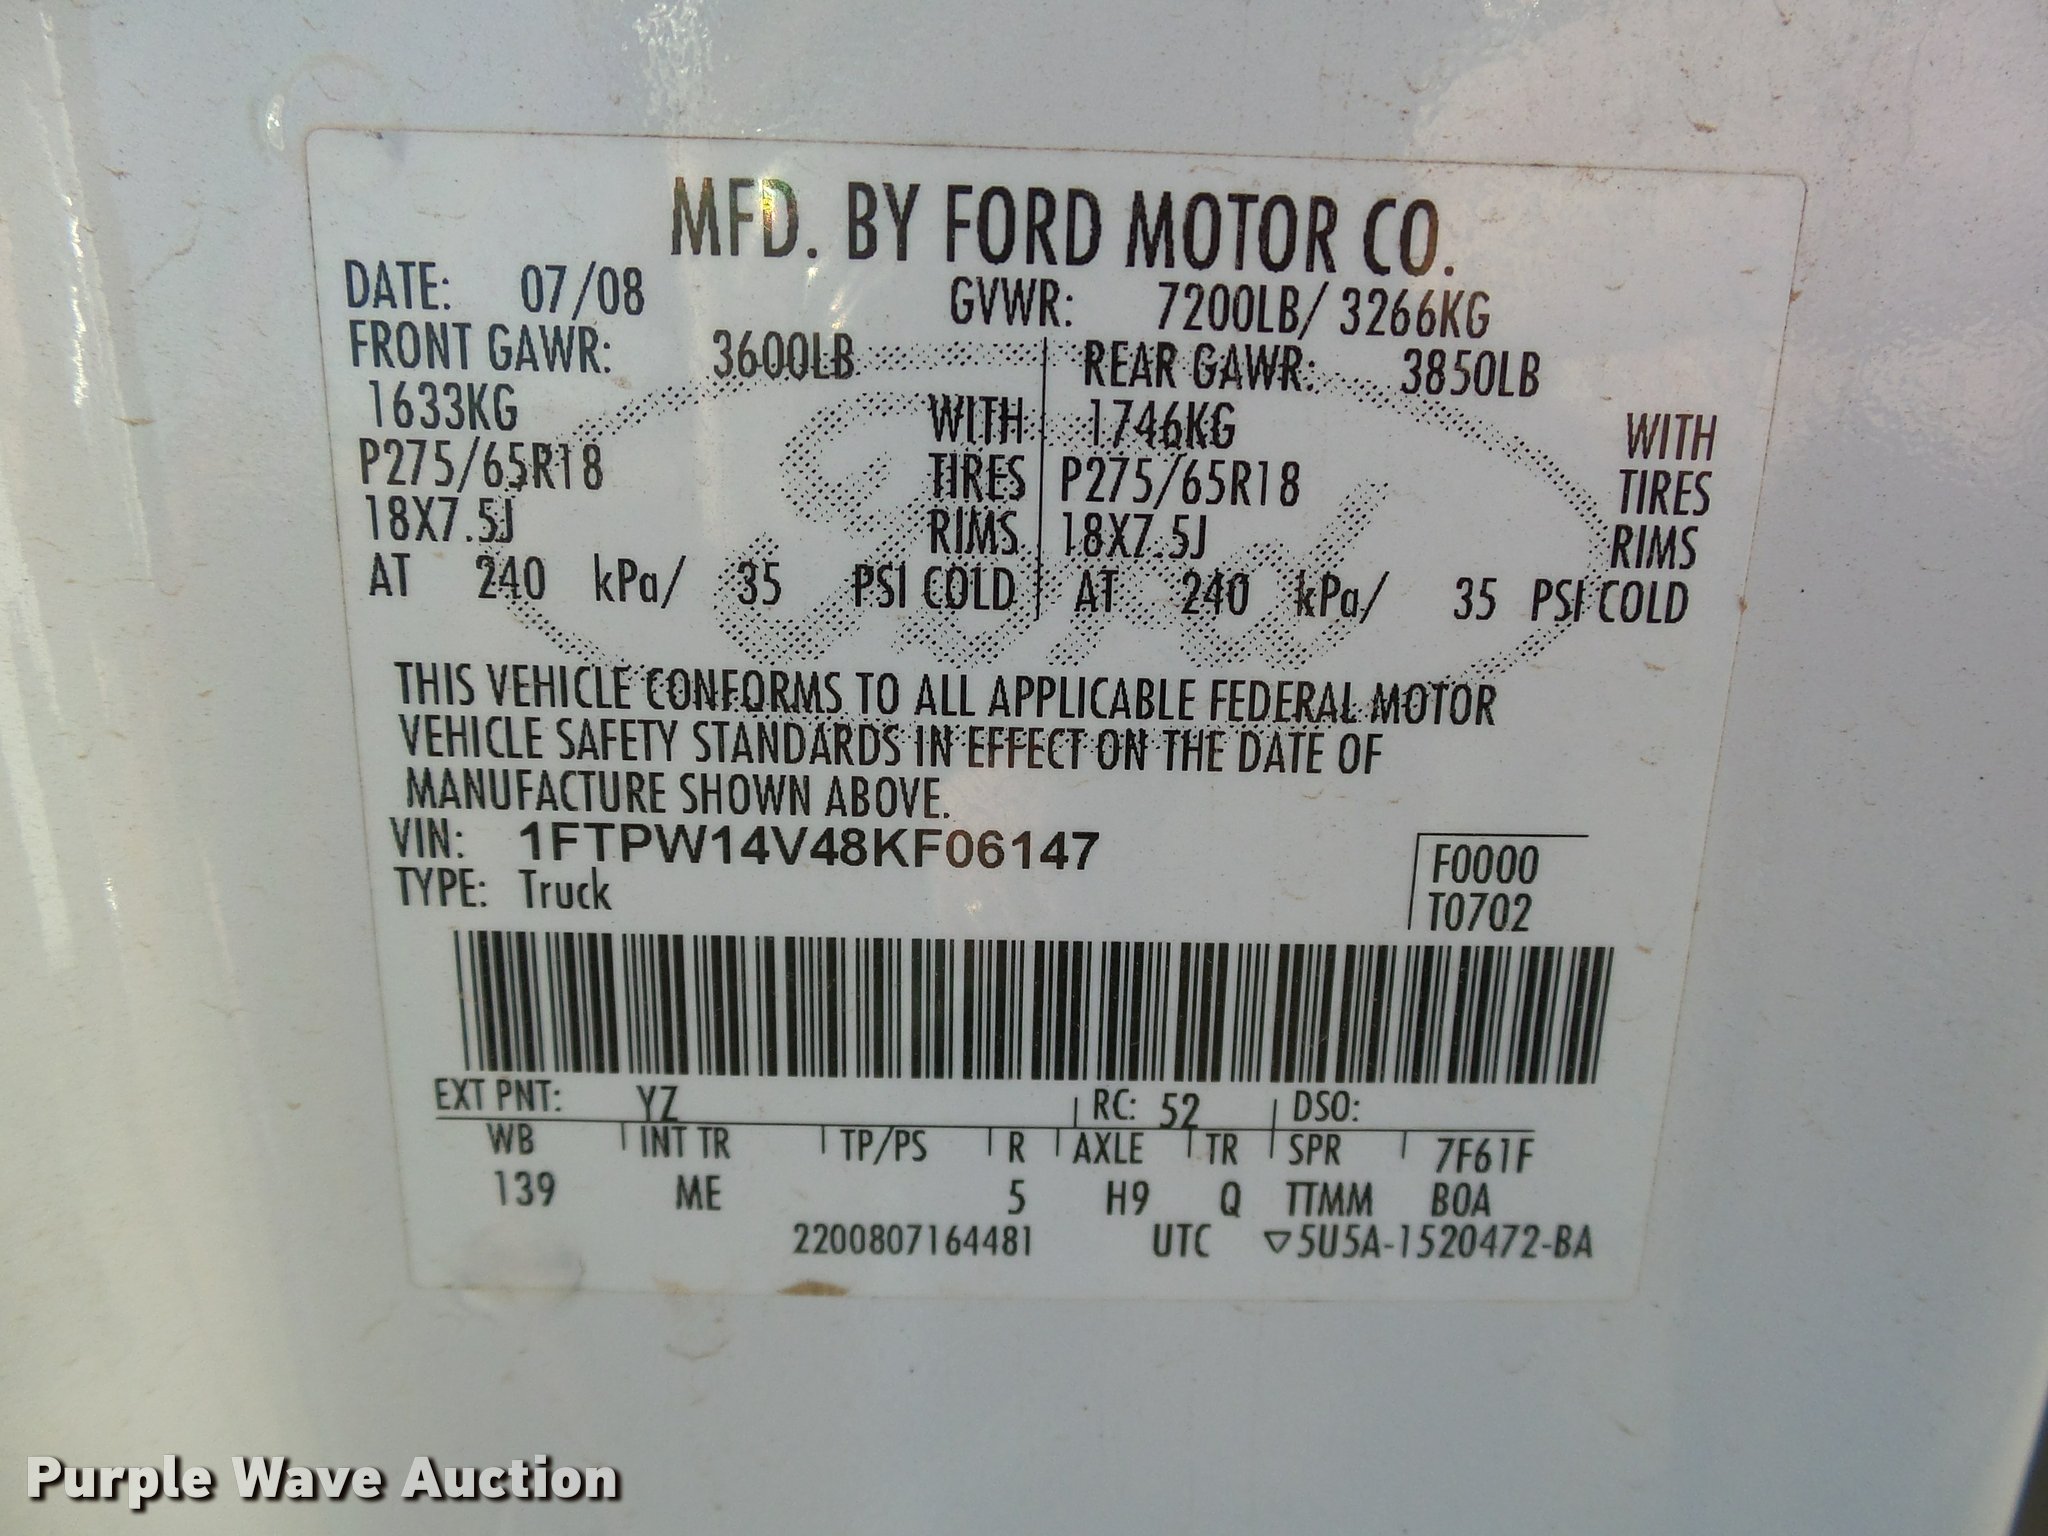 MFD. BY FORD MOTOR CO.
DATE: 07/08 GVWR: 7200LB/ 3266KG
FRONT GAWR: 3600LB REAR GAWR: 3850LB
1633KG WITH 1746KG WITH
P275/65R18 TIRES P275/65R18 TIRES
18X7.5J RIMS 18X7.5J RIMS
AT 240 kPa/ 35 PSI COLD AT 240 kPa/ 35 PSI COLD
Ford
THIS VEHICLE CONFORMS TO ALL APPLICABLE FEDERAL MOTOR
VEHICLE SAFETY STANDARDS IN EFFECT ON THE DATE OF
MANUFACTURE SHOWN ABOVE.
VIN: 1FTPW14V48KF06147 F0000
TYPE: Truck T0702
EXT PNT: YZ RC: 52 DSO:
WB INT TR TP/PS R AXLE TR SPR 7F61F
139 ME 5 H9 Q TTMM BOA
2200807164481 UTC ▽5U5A-1520472-BA
Purple Wave Auction